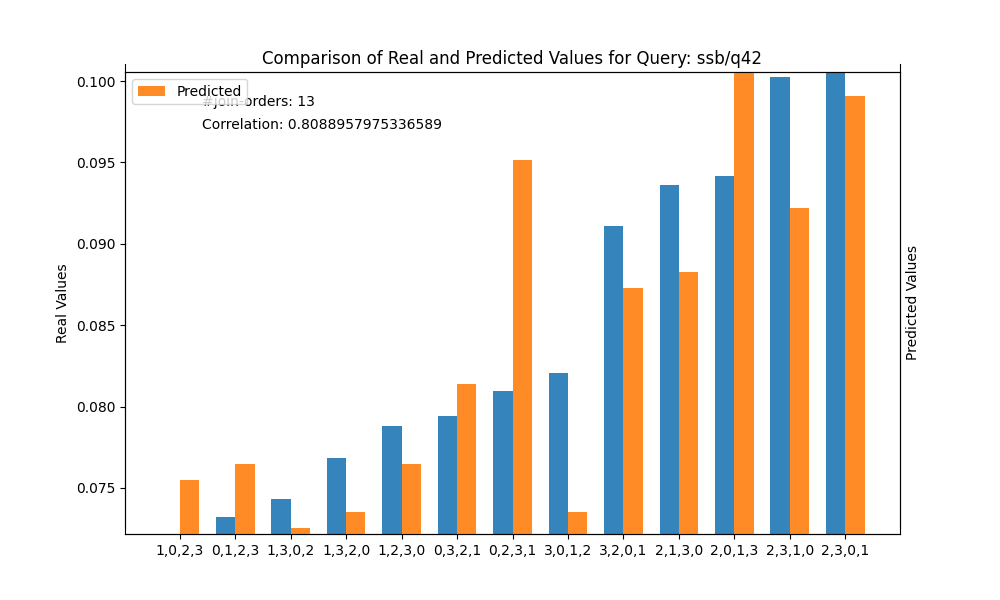 Comparison of Real and Predicted Values for Query: ssb/q42
Predicted
#join-orders: 13
Correlation: 0.8088957975336589
0.100
0.095
0.090
0.085
0.080
0.075
Real Values
Predicted Values
1,0,2,3 0,1,2,3 1,3,0,2 1,3,2,0 1,2,3,0 0,3,2,1 0,2,3,1 3,0,1,2 3,2,0,1 2,1,3,0 2,0,1,3 2,3,1,0 2,3,0,1